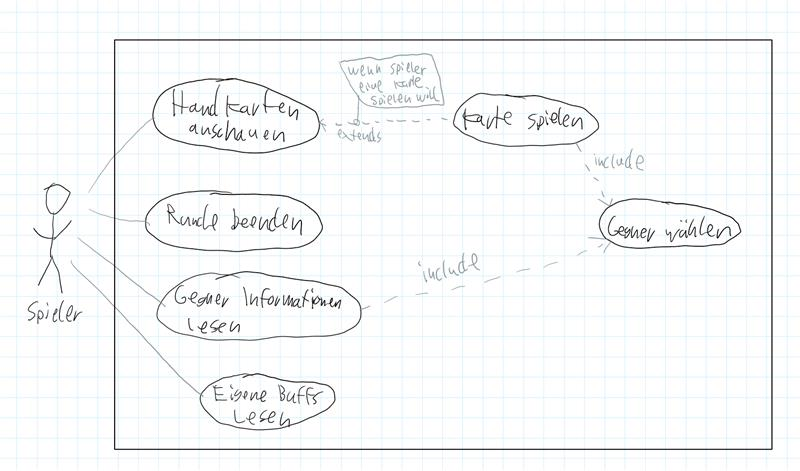 wenn spieler
eine karte
spielen will
Handkarten
anschauen
extends
Karte spielen
include
Runde beenden
Gegner wählen
include
Gegner Informationen
Lesen
Spieler
Eigene Buffs
Lesen